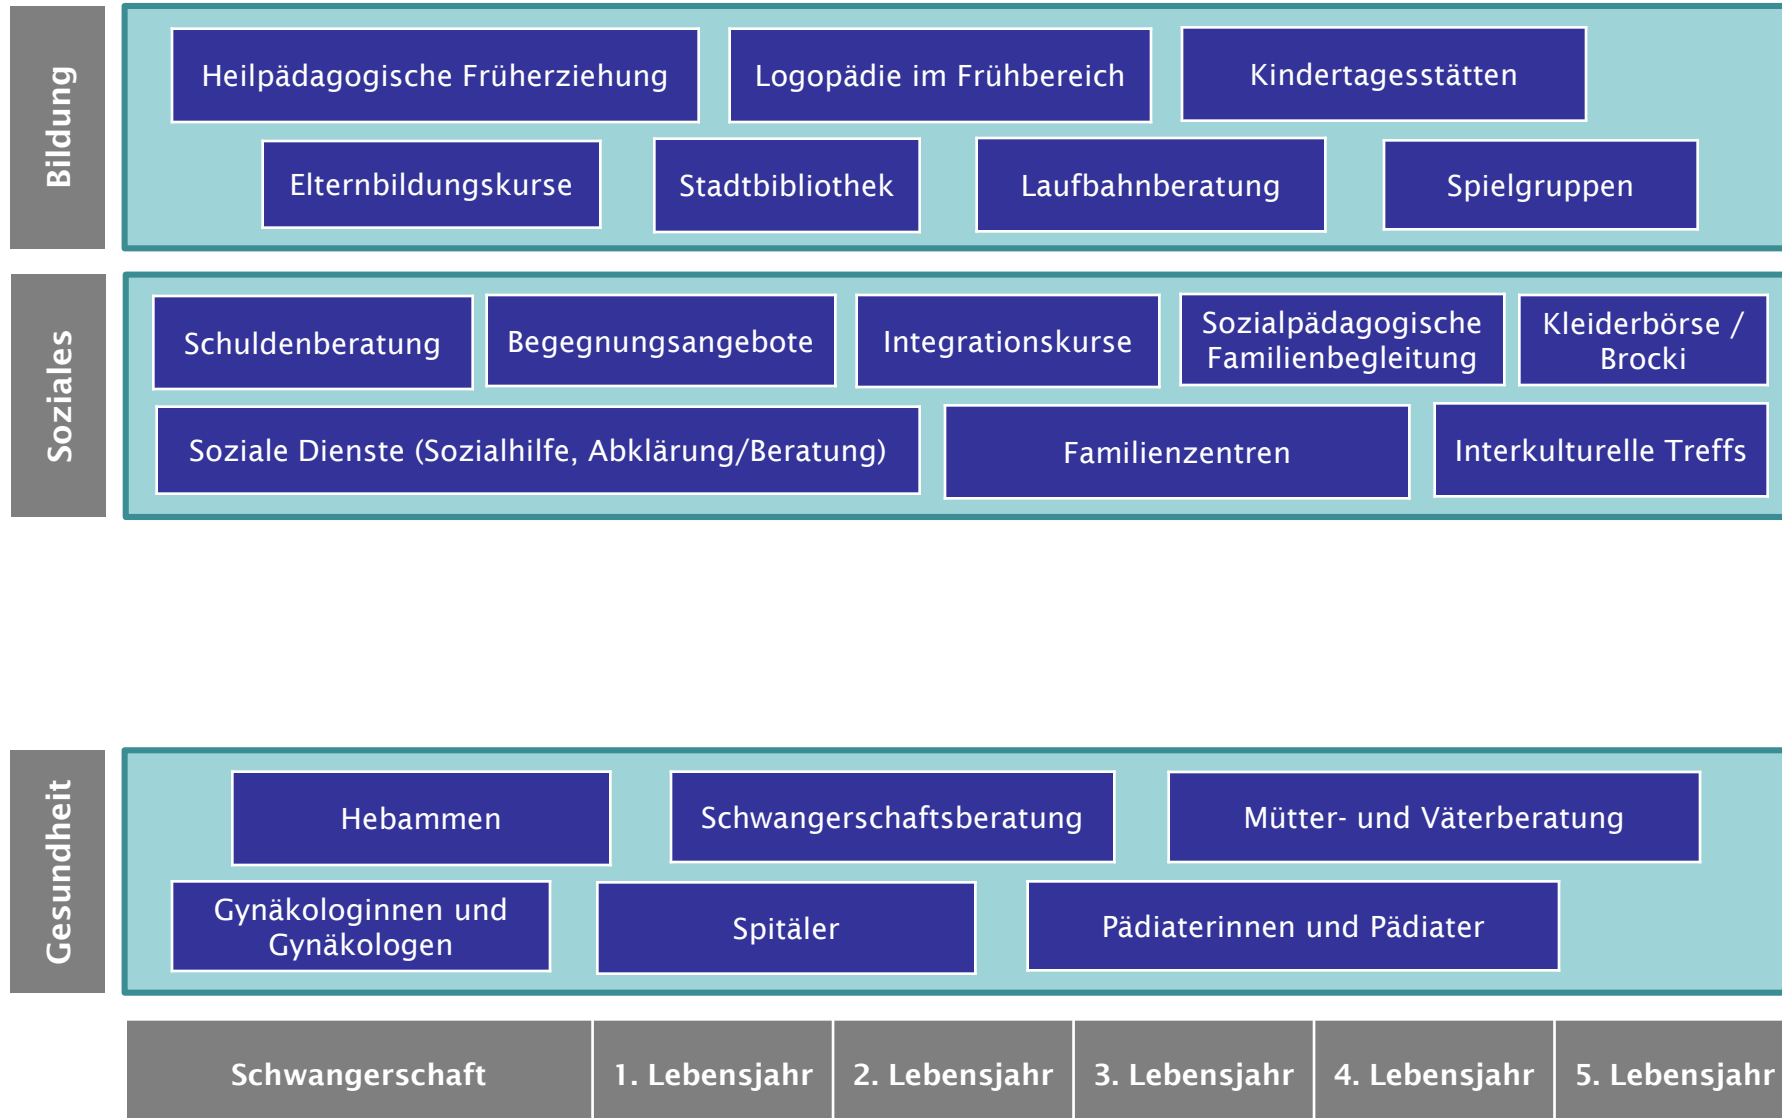 Bildung
Heilpädagogische Früherziehung
Logopädie im Frühbereich
Kindertagesstätten
Elternbildungskurse
Stadtbibliothek
Laufbahnberatung
Spielgruppen
Soziales
Schuldenberatung
Begegnungsangebote
Integrationskurse
Sozialpädagogische
Familienbegleitung
Kleiderbörse /
Brocki
Soziale Dienste (Sozialhilfe, Abklärung/Beratung)
Familienzentren
Interkulturelle Treffs
Gesundheit
Hebammen
Schwangerschaftsberatung
Mütter- und Väterberatung
Gynäkologinnen und
Gynäkologen
Spitäler
Pädiaterinnen und Pädiater
Schwangerschaft
1. Lebensjahr
2. Lebensjahr
3. Lebensjahr
4. Lebensjahr
5. Lebensjahr